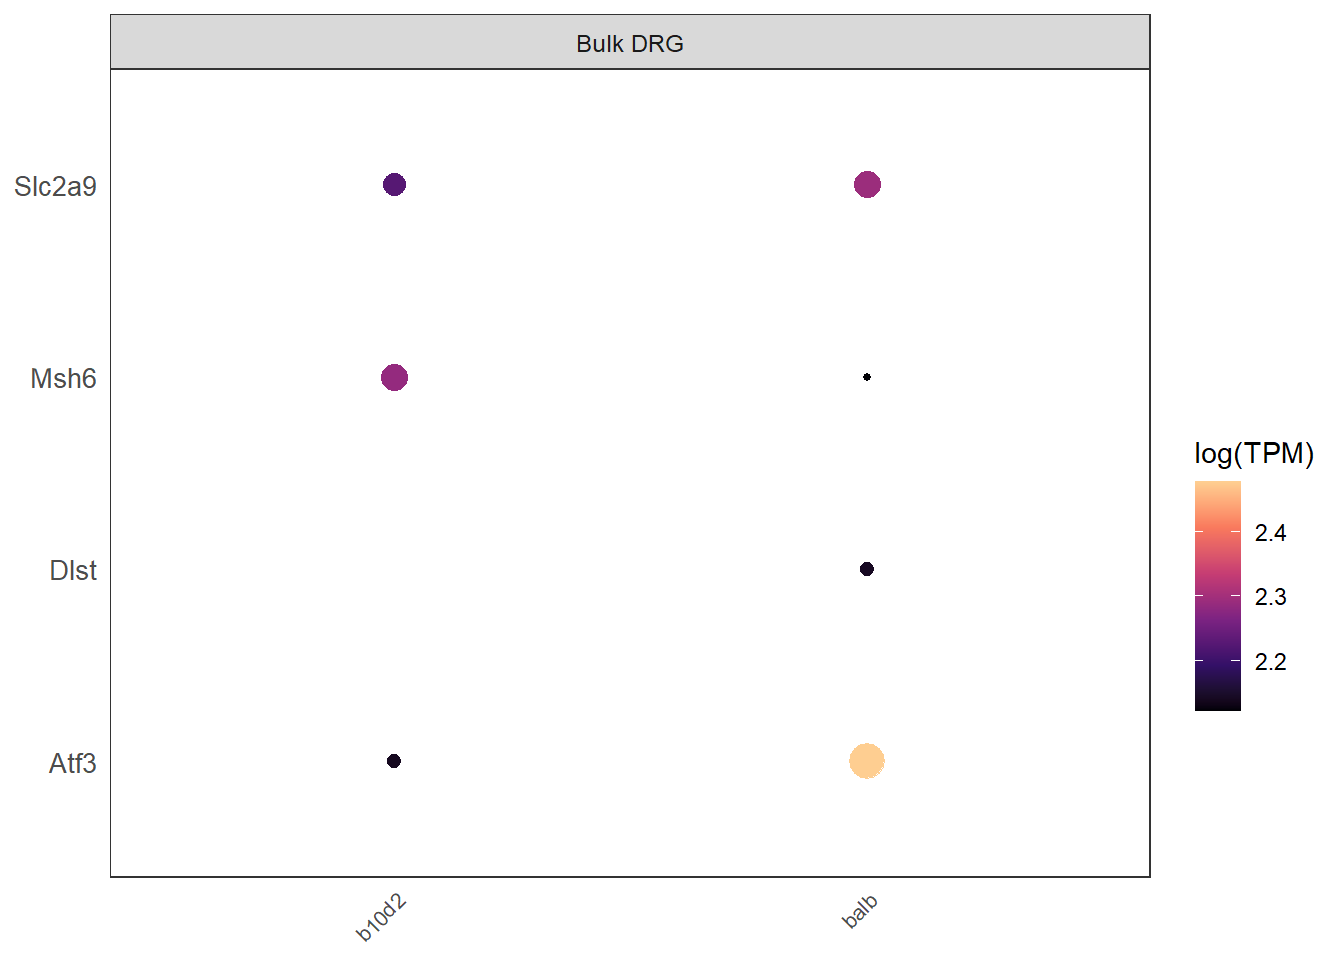 Bulk DRG
Slc2a9
Msh6
Dlst
Atf3
b10d2
balb
log(TPM)
2.4
2.3
2.2